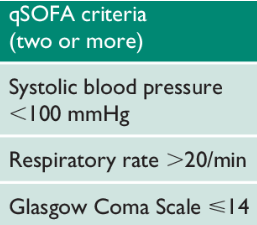 qSOFA criteria
(two or more)
Systolic blood pressure
<100 mmHg
Respiratory rate >20/min
Glasgow Coma Scale ⩽14